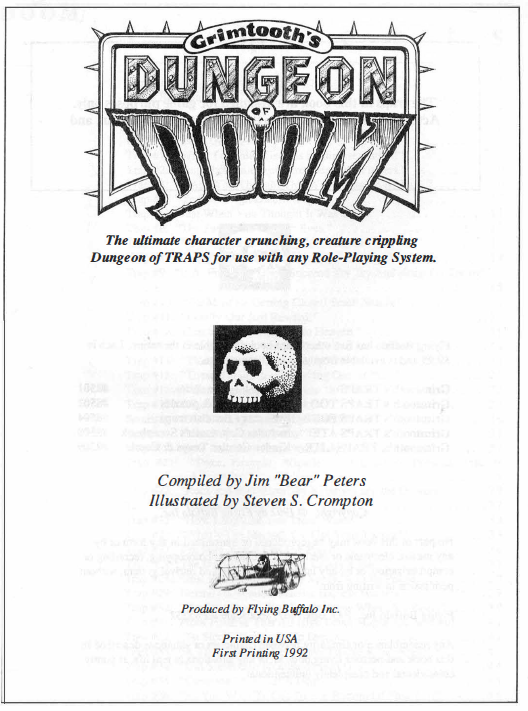 Grimtooth's
DUNGEON
OF
DOOM
The ultimate character crunching, creature crippling
Dungeon of TRAPS for use with any Role-Playing System.
Compiled by Jim "Bear" Peters
Illustrated by Steven S. Crompton
Produced by Flying Buffalo Inc.
Printed in USA
First Printing 1992